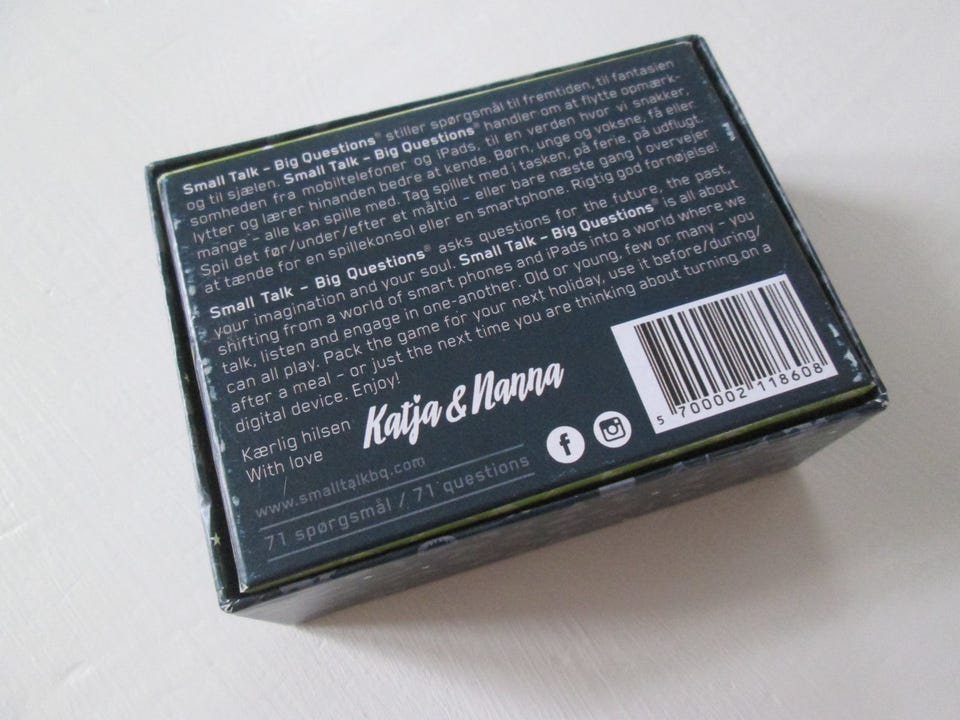 Small Talk – Big Questions® stiller spørgsmål til fremtiden, til fantasien
og til sjælen. Small Talk – Big Questions® handler om at flytte opmærk-
somheden fra mobiltelefoner og iPads, til en verden hvor vi snakker,
lytter og lærer hinanden bedre at kende. Børn, unge og voksne, få eller
mange – alle kan spille med. Tag spillet med i tasken, på ferie, på udflugt.
Spil det før/under/efter et måltid – eller bare næste gang I overvejer
at tænde for en spillekonsol eller en smartphone. Rigtig god fornøjelse!
Small Talk – Big Questions® asks questions for the future, the past,
your imagination and your soul. Small Talk – Big Questions® is all about
shifting from a world of smart phones and iPads into a world where we
talk, listen and engage in one-another. Old or young, few or many – you
can all play. Pack the game for your next holiday, use it before/during/
after a meal – or just the next time you are thinking about turning on a
digital device. Enjoy!
Kærlig hilsen
With love
Katja & Nanna
www.smalltalkbq.com
71 spørgsmål / 71 questions
5 700002 118608